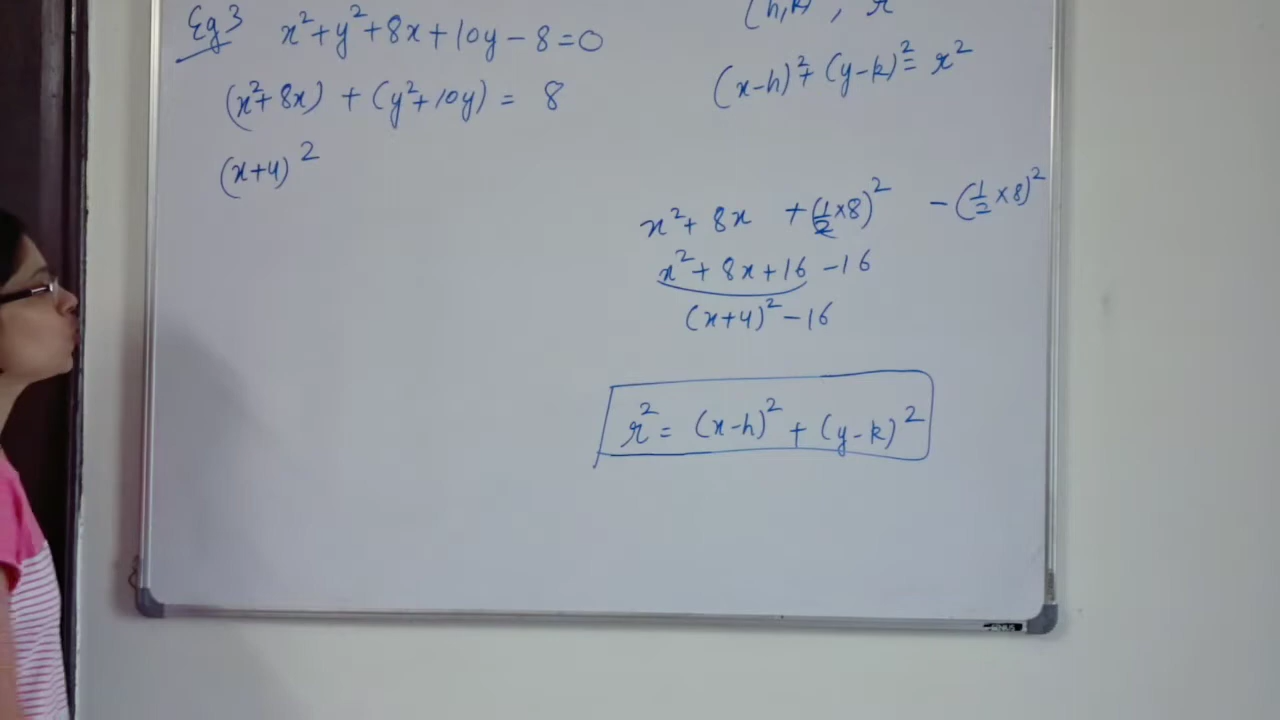 Eg 3 x²+y²+8x+10y-8=0
(x²+8x) + (y²+10y) = 8
(x+4)²
(h,k), r
(x-h)²+(y-k)²=r²
x²+8x +(1/2×8)² -(1/2×8)²
x²+8x+16-16
(x+4)²-16
r²= (x-h)²+(y-k)²